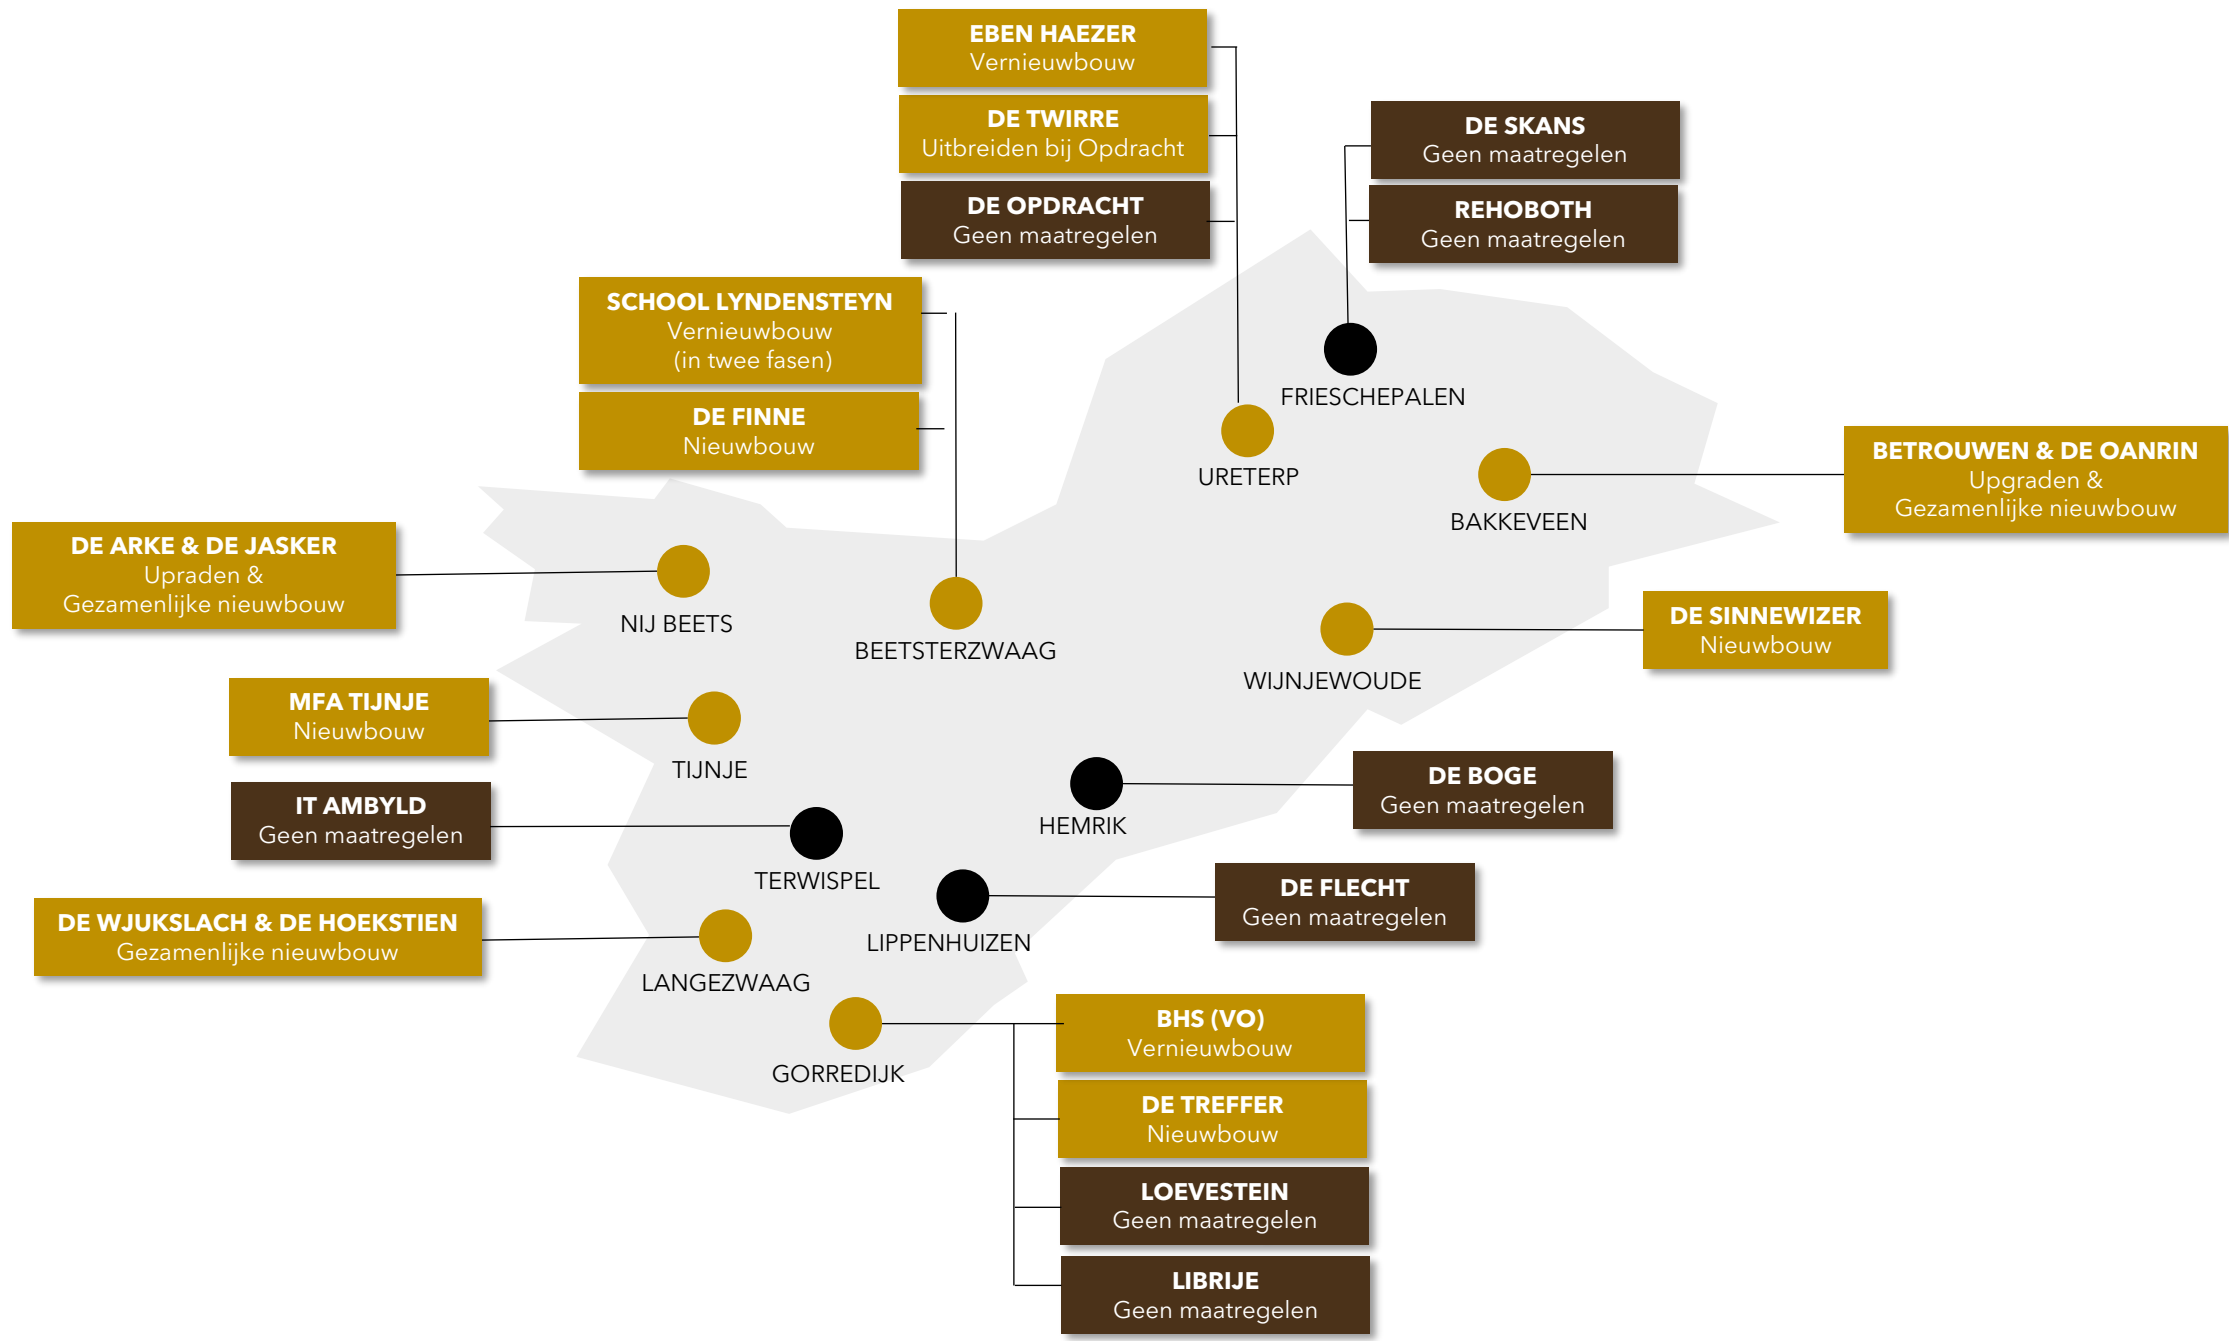 EBEN HAEZER
Vernieuwbouw
DE TWIRRE
Uitbreiden bij Opdracht
DE OPDRACHT
Geen maatregelen
DE SKANS
Geen maatregelen
REHOBOTH
Geen maatregelen
SCHOOL LYNDENSTEYN
Vernieuwbouw
(in twee fasen)
DE FINNE
Nieuwbouw
FRIESCHEPALEN
URETERP
BETROUWEN & DE OANRIN
Upgraden &
Gezamenlijke nieuwbouw
BAKKEVEEN
DE ARKE & DE JASKER
Upraden &
Gezamenlijke nieuwbouw
NIJ BEETS
BEETSTERZWAAG
DE SINNEWIZER
Nieuwbouw
WIJNJEWOUDE
MFA TIJNJE
Nieuwbouw
TIJNJE
IT AMBYLD
Geen maatregelen
TERWISPEL
HEMRIK
DE BOGE
Geen maatregelen
DE FLECHT
Geen maatregelen
LIPPENHUIZEN
DE WJUKSLACH & DE HOEKSTIEN
Gezamenlijke nieuwbouw
LANGEZWAAG
GORREDIJK
BHS (VO)
Vernieuwbouw
DE TREFFER
Nieuwbouw
LOEVESTEIN
Geen maatregelen
LIBRIJE
Geen maatregelen